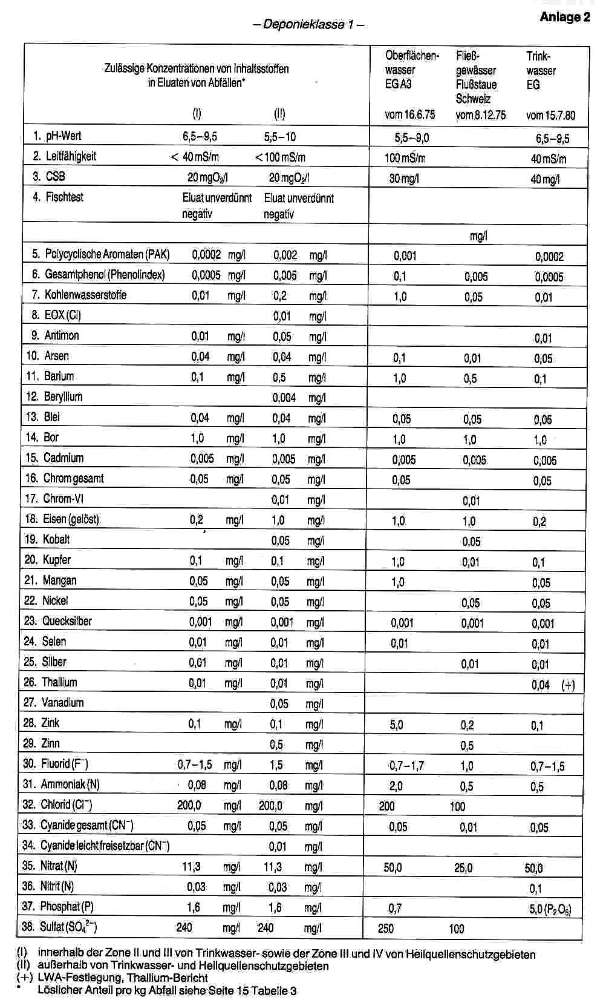 Anlage 2
– Deponieklasse 1 –
Zulässige Konzentrationen von Inhaltsstoffen in Eluaten von Abfällen* (I) (II) Oberflächenwasser EG A3 vom 16.6.75 Fließgewässer Flußstaue Schweiz vom 8.12.75 Trinkwasser EG vom 15.7.80
1. pH-Wert 6,5–9,5 5,5–10 5,5–9,0 6,5–9,5
2. Leitfähigkeit < 40 mS/m <100 mS/m 100 mS/m 40 mS/m
3. CSB 20 mgO₂/l 20 mgO₂/l 30 mg/l 40 mg/l
4. Fischtest Eluat unverdünnt Eluat unverdünnt
negativ negativ
mg/l
5. Polycyclische Aromaten (PAK) 0,0002 mg/l 0,002 mg/l 0,001 0,0002
6. Gesamtphenol (Phenolindex) 0,0005 mg/l 0,005 mg/l 0,1 0,005 0,0005
7. Kohlenwasserstoffe 0,01 mg/l 0,2 mg/l 1,0 0,05 0,01
8. EOX (Cl) 0,01 mg/l
9. Antimon 0,01 mg/l 0,05 mg/l 0,01
10. Arsen 0,04 mg/l 0,04 mg/l 0,1 0,01 0,05
11. Barium 0,1 mg/l 0,5 mg/l 1,0 0,5 0,1
12. Beryllium 0,004 mg/l
13. Blei 0,04 mg/l 0,04 mg/l 0,05 0,05 0,05
14. Bor 1,0 mg/l 1,0 mg/l 1,0 1,0 1,0
15. Cadmium 0,005 mg/l 0,005 mg/l 0,005 0,005 0,005
16. Chrom gesamt 0,05 mg/l 0,05 mg/l 0,05 0,05
17. Chrom-VI 0,01 mg/l 0,01
18. Eisen (gelöst) 0,2 mg/l 1,0 mg/l 1,0 1,0 0,2
19. Kobalt 0,05 mg/l 0,05
20. Kupfer 0,1 mg/l 0,1 mg/l 1,0 0,01 0,1
21. Mangan 0,05 mg/l 0,05 mg/l 1,0 0,05
22. Nickel 0,05 mg/l 0,05 mg/l 0,05 0,05
23. Quecksilber 0,001 mg/l 0,001 mg/l 0,001 0,001 0,001
24. Selen 0,01 mg/l 0,01 mg/l 0,01 0,01
25. Silber 0,01 mg/l 0,01 mg/l 0,01 0,01
26. Thallium 0,01 mg/l 0,01 mg/l 0,04 (+)
27. Vanadium 0,05 mg/l
28. Zink 0,1 mg/l 0,1 mg/l 5,0 0,2 0,1
29. Zinn 0,5 mg/l 0,5
30. Fluorid (F⁻) 0,7–1,5 mg/l 1,5 mg/l 0,7–1,7 1,0 0,7–1,5
31. Ammoniak (N) 0,08 mg/l 0,08 mg/l 2,0 0,5 0,5
32. Chlorid (Cl⁻) 200,0 mg/l 200,0 mg/l 200 100
33. Cyanide gesamt (CN⁻) 0,05 mg/l 0,05 mg/l 0,05 0,01 0,05
34. Cyanide leicht freisetzbar (CN⁻) 0,01 mg/l
35. Nitrat (N) 11,3 mg/l 11,3 mg/l 50,0 25,0 50,0
36. Nitrit (N) 0,03 mg/l 0,03 mg/l 0,1
37. Phosphat (P) 1,6 mg/l 1,6 mg/l 0,7 5,0 (P₂O₅)
38. Sulfat (SO₄²⁻) 240 mg/l 240 mg/l 250 100
(I) innerhalb der Zone II und III von Trinkwasser- sowie der Zone III und IV von Heilquellenschutzgebieten
(II) außerhalb von Trinkwasser- und Heilquellenschutzgebieten
(+) LWA-Festlegung, Thallium-Bericht
* Löslicher Anteil pro kg Abfall siehe Seite 15 Tabelle 3